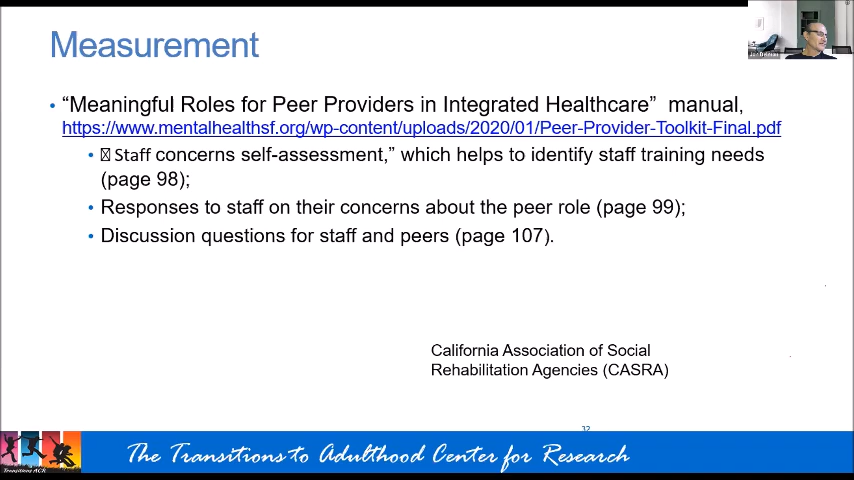 Measurement
• “Meaningful Roles for Peer Providers in Integrated Healthcare” manual,
https://www.mentalhealthsf.org/wp-content/uploads/2020/01/Peer-Provider-Toolkit-Final.pdf
• Staff concerns self-assessment,” which helps to identify staff training needs
(page 98);
• Responses to staff on their concerns about the peer role (page 99);
• Discussion questions for staff and peers (page 107).
California Association of Social
Rehabilitation Agencies (CASRA)
12
The Transitions to Adulthood Center for Research
Transitions ACR